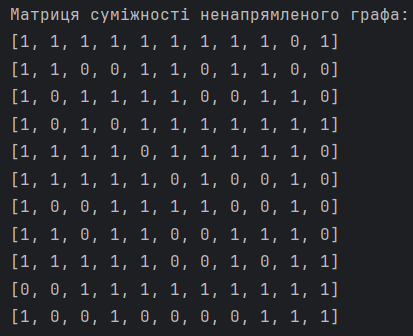 Матриця суміжності ненапрямленого графа:
[1, 1, 1, 1, 1, 1, 1, 1, 1, 0, 1]
[1, 1, 0, 0, 1, 1, 0, 1, 1, 0, 0]
[1, 0, 1, 1, 1, 1, 0, 0, 1, 1, 0]
[1, 0, 1, 0, 1, 1, 1, 1, 1, 1, 1]
[1, 1, 1, 1, 0, 1, 1, 1, 1, 1, 0]
[1, 1, 1, 1, 1, 0, 1, 0, 0, 1, 0]
[1, 0, 0, 1, 1, 1, 1, 0, 0, 1, 0]
[1, 1, 0, 1, 1, 0, 0, 1, 1, 1, 0]
[1, 1, 1, 1, 1, 0, 0, 1, 0, 1, 1]
[0, 0, 1, 1, 1, 1, 1, 1, 1, 1, 1]
[1, 0, 0, 1, 0, 0, 0, 0, 1, 1, 1]